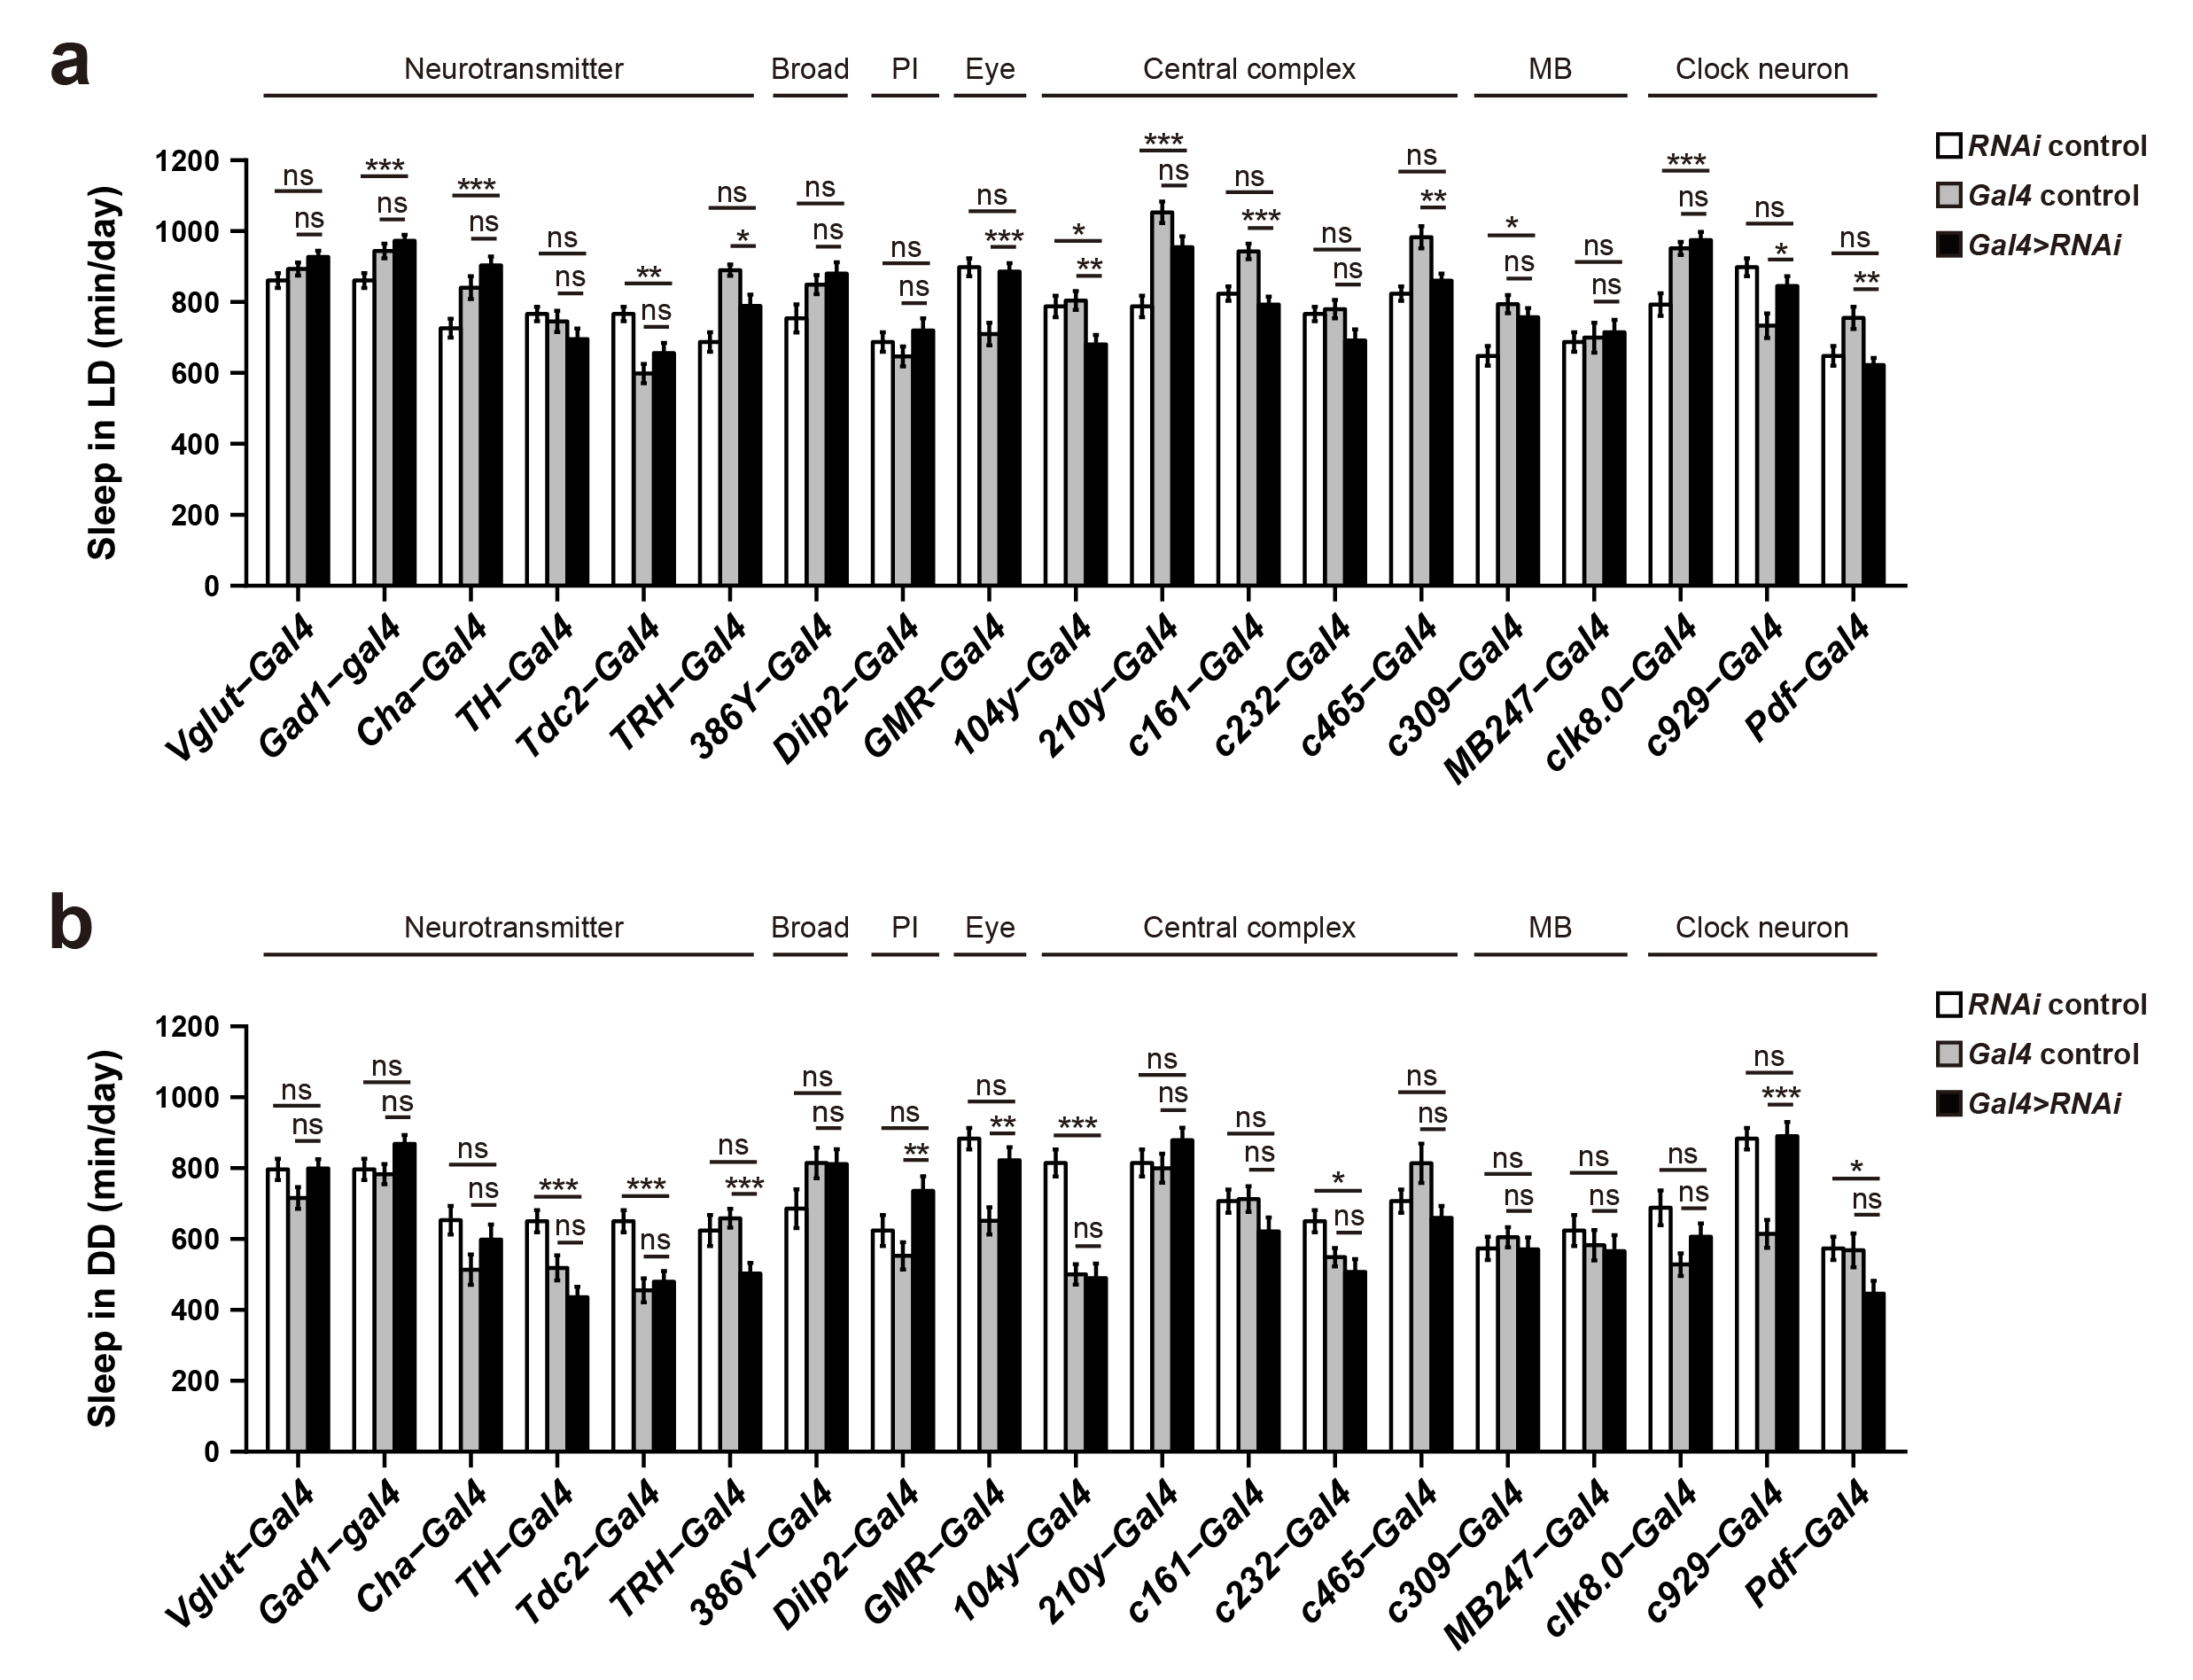 a
Neurotransmitter Broad PI Eye Central complex MB Clock neuron
RNAi control
Gal4 control
Gal4>RNAi
Sleep in LD (min/day)
1200
1000
800
600
400
200
0
ns ns
*** ns
*** ns
ns ns
** ns
ns *
ns ns
ns ns
ns ***
* **
*** ns
ns ***
ns ns
ns **
* ns
ns ns
*** ns
ns *
ns **
Vglut–Gal4
Gad1–gal4
Cha–Gal4
TH–Gal4
Tdc2–Gal4
TRH–Gal4
386Y–Gal4
Dilp2–Gal4
GMR–Gal4
104y–Gal4
210y–Gal4
c161–Gal4
c232–Gal4
c465–Gal4
c309–Gal4
MB247–Gal4
clk8.0–Gal4
c929–Gal4
Pdf–Gal4
b
Neurotransmitter Broad PI Eye Central complex MB Clock neuron
RNAi control
Gal4 control
Gal4>RNAi
Sleep in DD (min/day)
1200
1000
800
600
400
200
0
ns ns
ns ns
ns ns
*** ns
*** ns
ns ***
ns ns
ns **
ns **
*** ns
ns ns
ns ns
* ns
ns ns
ns ns
ns ns
ns ns
ns ***
* ns
Vglut–Gal4
Gad1–gal4
Cha–Gal4
TH–Gal4
Tdc2–Gal4
TRH–Gal4
386Y–Gal4
Dilp2–Gal4
GMR–Gal4
104y–Gal4
210y–Gal4
c161–Gal4
c232–Gal4
c465–Gal4
c309–Gal4
MB247–Gal4
clk8.0–Gal4
c929–Gal4
Pdf–Gal4